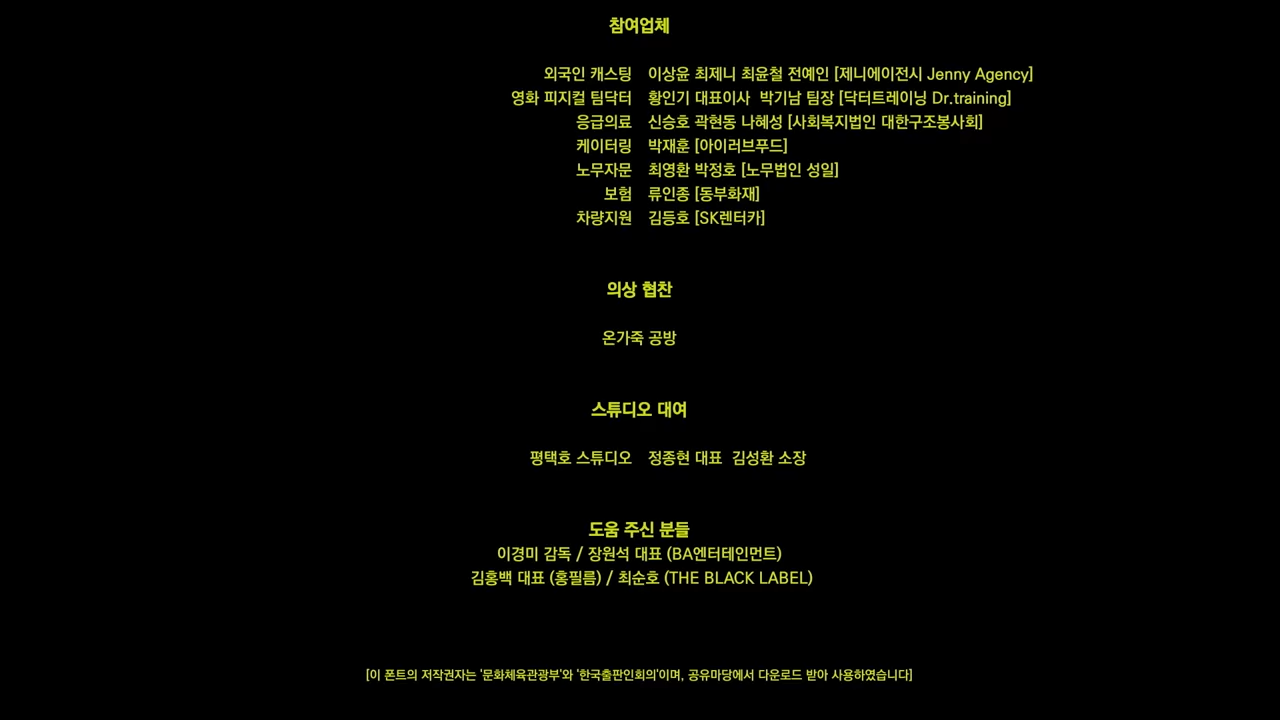 참여업체
외국인 캐스팅 이상윤 최제니 최윤철 전예인 [제니에이전시 Jenny Agency]
영화 피지컬 팀닥터 황인기 대표이사 박기남 팀장 [닥터트레이닝 Dr.training]
응급의료 신승호 곽현동 나혜성 [사회복지법인 대한구조봉사회]
케이터링 박재훈 [아이러브푸드]
노무자문 최영환 박정호 [노무법인 성일]
보험 류인종 [동부화재]
차량지원 김등호 [SK렌터카]
의상 협찬
온가죽 공방
스튜디오 대여
평택호 스튜디오 정종현 대표 김성환 소장
도움 주신 분들
이경미 감독 / 장원석 대표 (BA엔터테인먼트)
김홍백 대표 (홍필름) / 최순호 (THE BLACK LABEL)
[이 폰트의 저작권자는 '문화체육관광부'와 '한국출판인회의'이며, 공유마당에서 다운로드 받아 사용하였습니다]